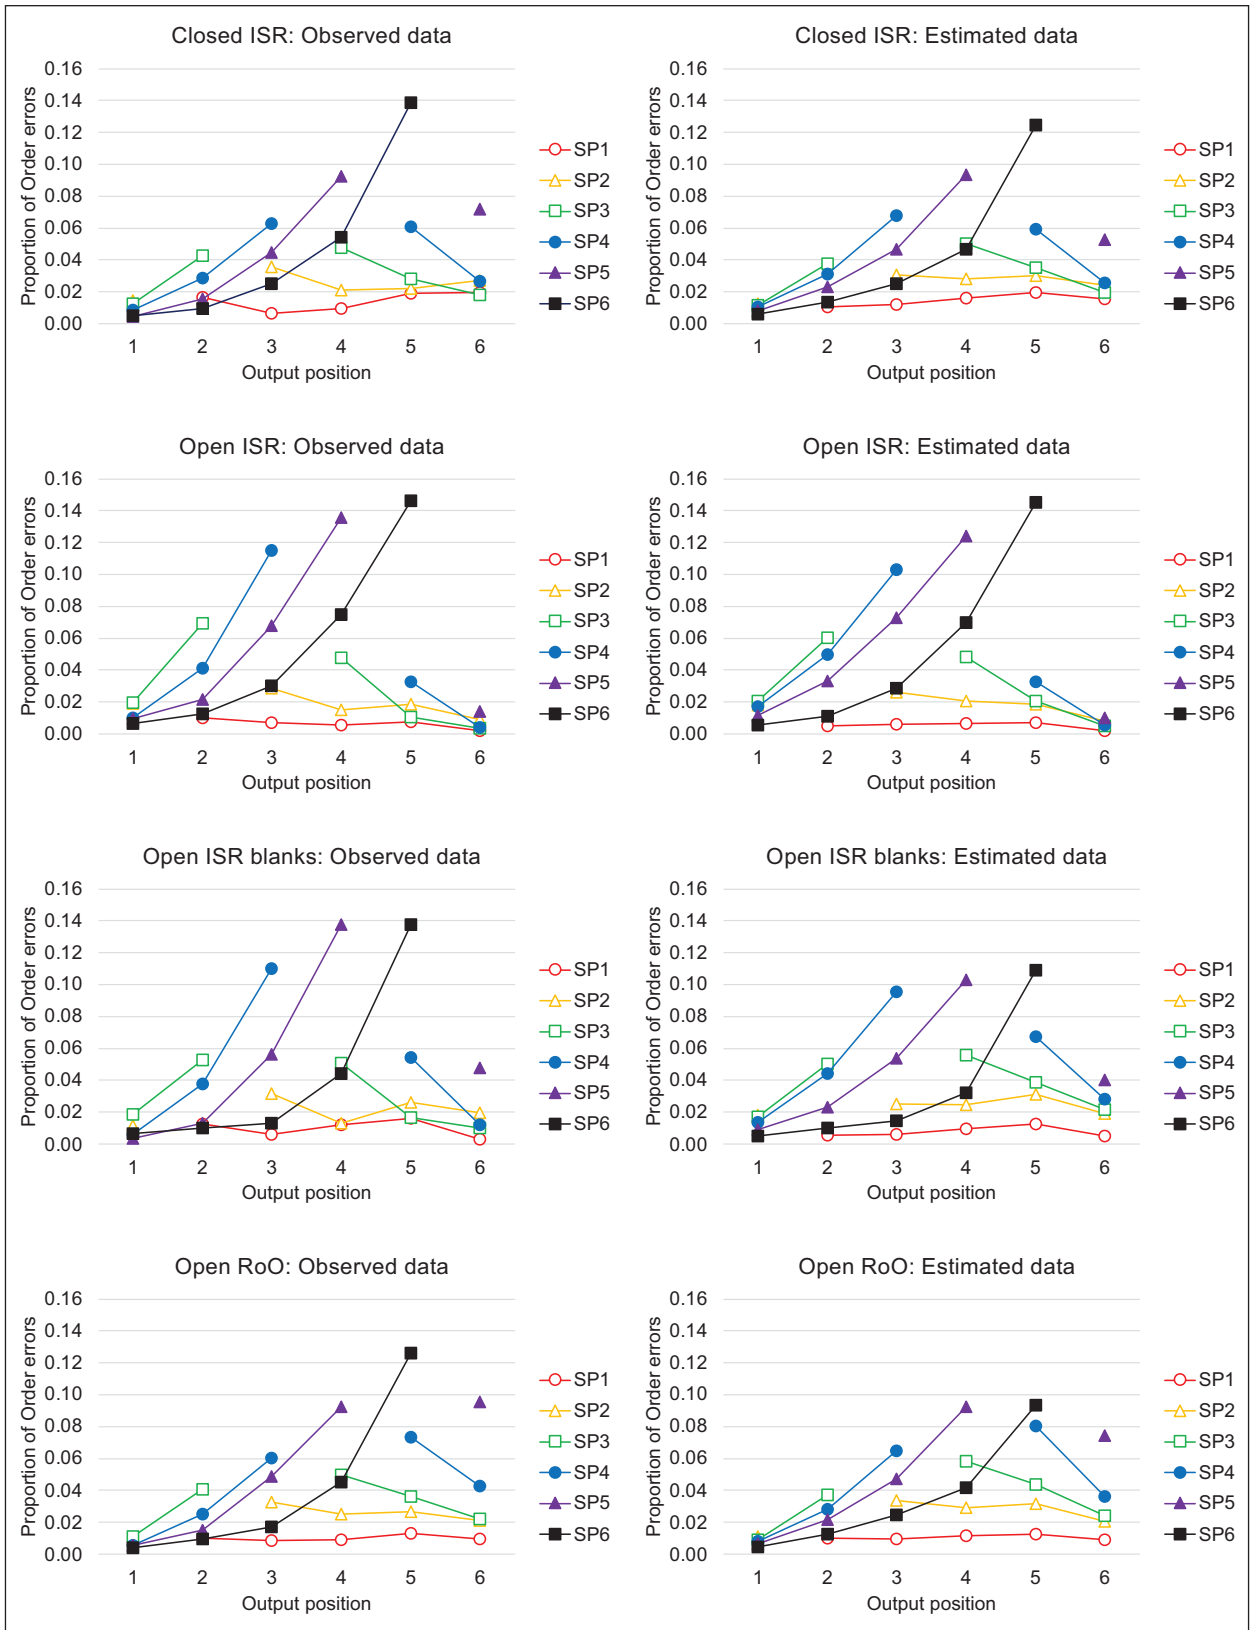 Closed ISR: Observed data
Proportion of Order errors
0.16
0.14
0.12
0.10
0.08
0.06
0.04
0.02
0.00
1 2 3 4 5 6
Output position
SP1
SP2
SP3
SP4
SP5
SP6
Closed ISR: Estimated data
Proportion of Order errors
0.16
0.14
0.12
0.10
0.08
0.06
0.04
0.02
0.00
1 2 3 4 5 6
Output position
SP1
SP2
SP3
SP4
SP5
SP6
Open ISR: Observed data
Proportion of Order errors
0.16
0.14
0.12
0.10
0.08
0.06
0.04
0.02
0.00
1 2 3 4 5 6
Output position
SP1
SP2
SP3
SP4
SP5
SP6
Open ISR: Estimated data
Proportion of Order errors
0.16
0.14
0.12
0.10
0.08
0.06
0.04
0.02
0.00
1 2 3 4 5 6
Output position
SP1
SP2
SP3
SP4
SP5
SP6
Open ISR blanks: Observed data
Proportion of Order errors
0.16
0.14
0.12
0.10
0.08
0.06
0.04
0.02
0.00
1 2 3 4 5 6
Output position
SP1
SP2
SP3
SP4
SP5
SP6
Open ISR blanks: Estimated data
Proportion of Order errors
0.16
0.14
0.12
0.10
0.08
0.06
0.04
0.02
0.00
1 2 3 4 5 6
Output position
SP1
SP2
SP3
SP4
SP5
SP6
Open RoO: Observed data
Proportion of Order errors
0.16
0.14
0.12
0.10
0.08
0.06
0.04
0.02
0.00
1 2 3 4 5 6
Output position
SP1
SP2
SP3
SP4
SP5
SP6
Open RoO: Estimated data
Proportion of Order errors
0.16
0.14
0.12
0.10
0.08
0.06
0.04
0.02
0.00
1 2 3 4 5 6
Output position
SP1
SP2
SP3
SP4
SP5
SP6